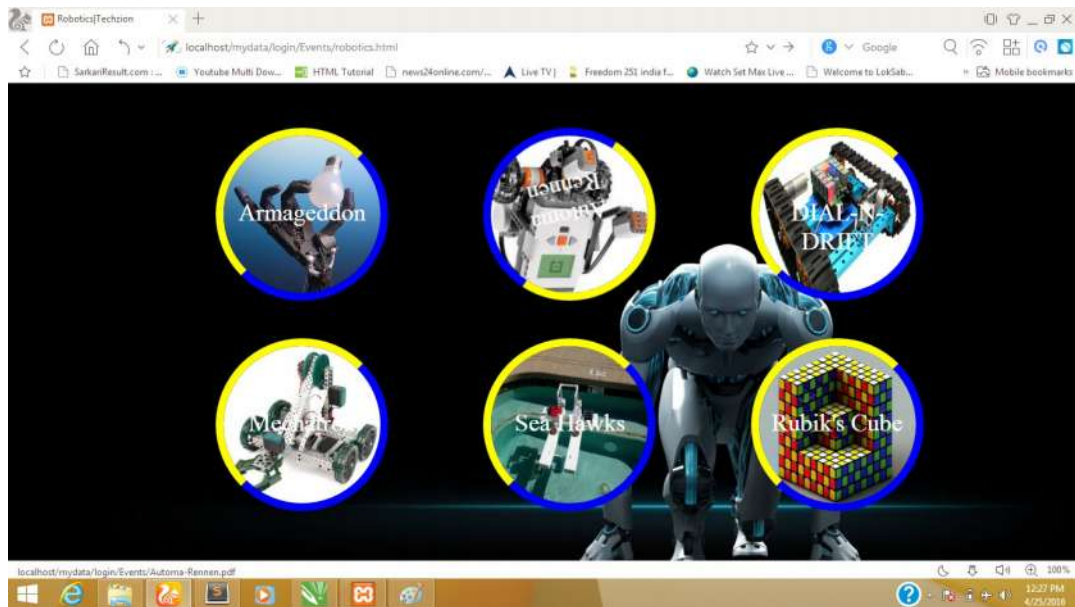 Robotics|Techzion
localhost/mydata/login/Events/robotics.html
Google
SarkariResult.com : ...
Youtube Multi Dow...
HTML Tutorial
news24online.com/...
Live TV |
Freedom 251 india f...
Watch Set Max Live ...
Welcome to LokSab...
Mobile bookmarks
Armageddon
Automa
Rennen
DIAL-N-
DRIFT
Sea Hawks
Rubik's Cube
localhost/mydata/login/Events/Automa-Rennen.pdf
100%
12:27 PM
4/25/2016